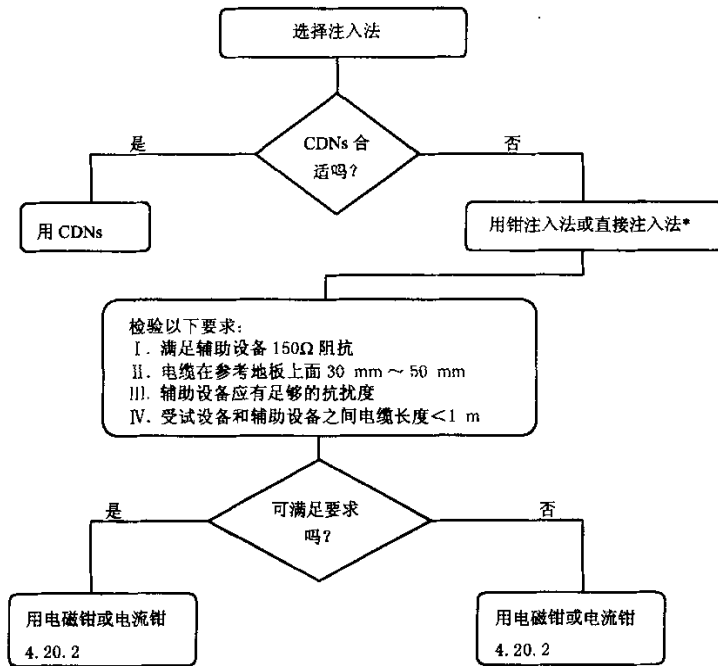 选择注入法
CDNs 合
适吗?
是
否
用 CDNs
用钳注入法或直接注入法*
检验以下要求:
Ⅰ. 满足辅助设备 150Ω 阻抗
Ⅱ. 电缆在参考地板上面 30 mm ~ 50 mm
Ⅲ. 辅助设备应有足够的抗扰度
Ⅳ. 受试设备和辅助设备之间电缆长度<1 m
可满足要求
吗?
是
否
用电磁钳或电流钳
4. 20. 2
用电磁钳或电流钳
4. 20. 2